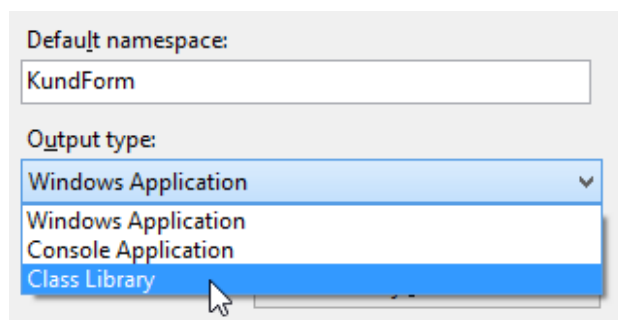 Default namespace:
KundForm
Output type:
Windows Application
Windows Application
Console Application
Class Library